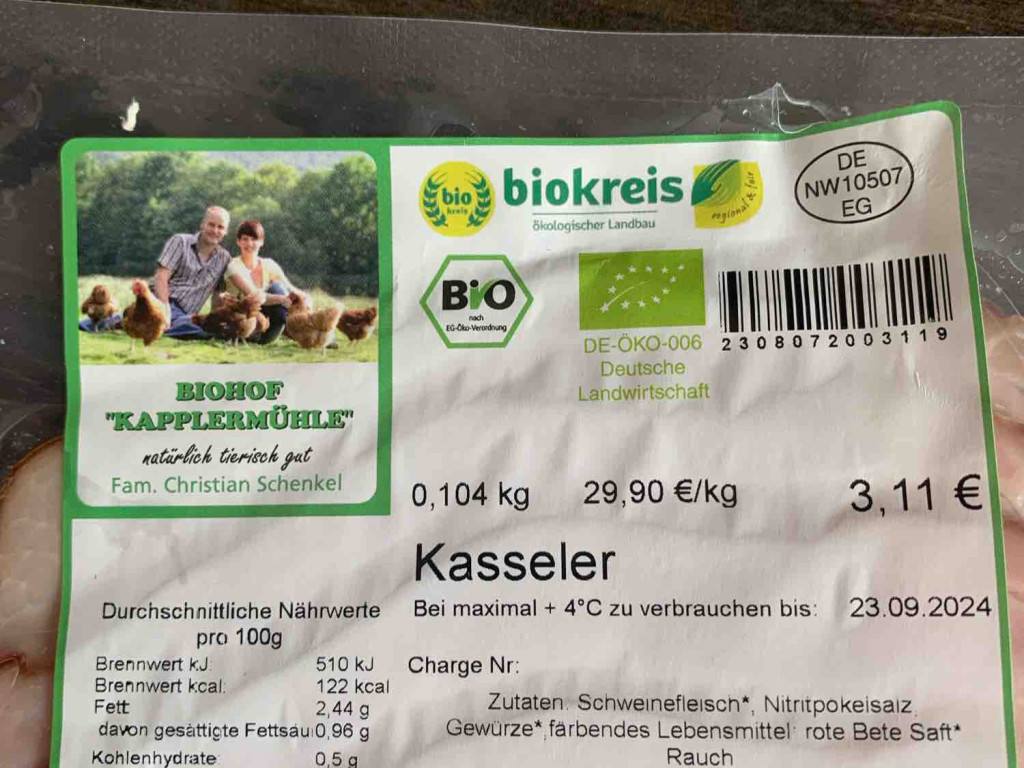 bio
kreis
biokreis
ökologischer Landbau
regional & fair
DE
NW10507
EG
BiO
nach
EG-Öko-Verordnung
DE-ÖKO-006
Deutsche
Landwirtschaft
2308072003119
BIOHOF
"KAPPLERMÜHLE"
natürlich tierisch gut
Fam. Christian Schenkel
0,104 kg 29,90 €/kg 3,11 €
Kasseler
Bei maximal + 4°C zu verbrauchen bis: 23.09.2024
Charge Nr:
Zutaten: Schweinefleisch*, Nitritpökelsalz,
Gewürze*,färbendes Lebensmittel: rote Bete Saft*
Rauch
Durchschnittliche Nährwerte
pro 100g
Brennwert kJ: 510 kJ
Brennwert kcal: 122 kcal
Fett 2,44 g
davon gesättigte Fettsäu 0,96 g
Kohlenhydrate: 0,5 g